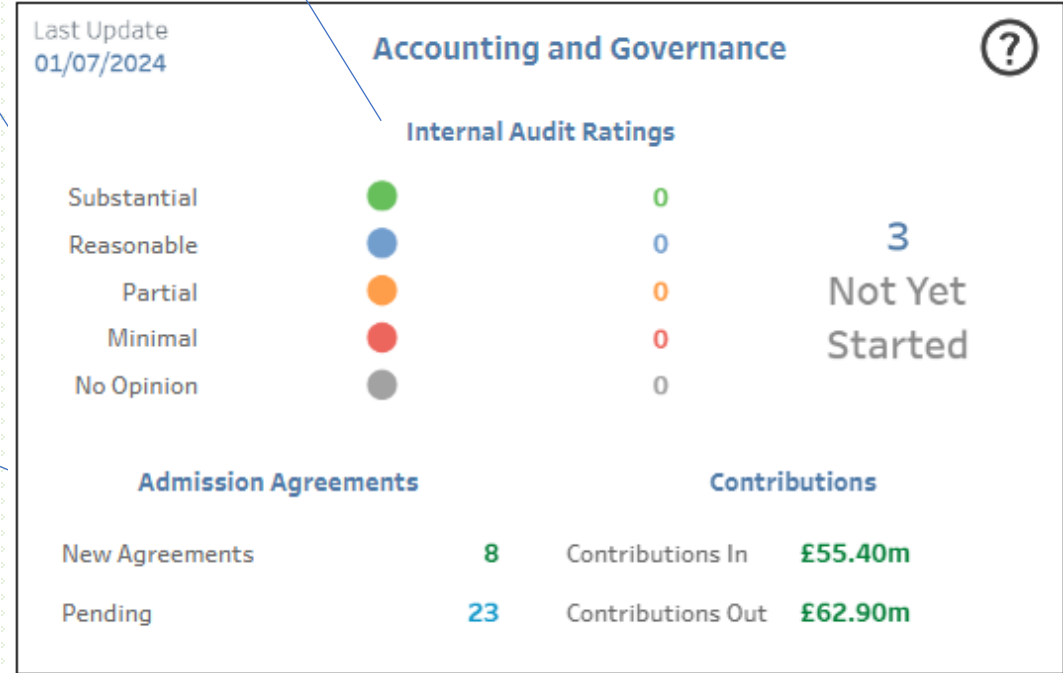 Last Update
01/07/2024
Accounting and Governance
?
Internal Audit Ratings
Substantial 0
Reasonable 0
Partial 0
Minimal 0
No Opinion 0
3
Not Yet
Started
Admission Agreements
New Agreements 8
Pending 23
Contributions
Contributions In £55.40m
Contributions Out £62.90m